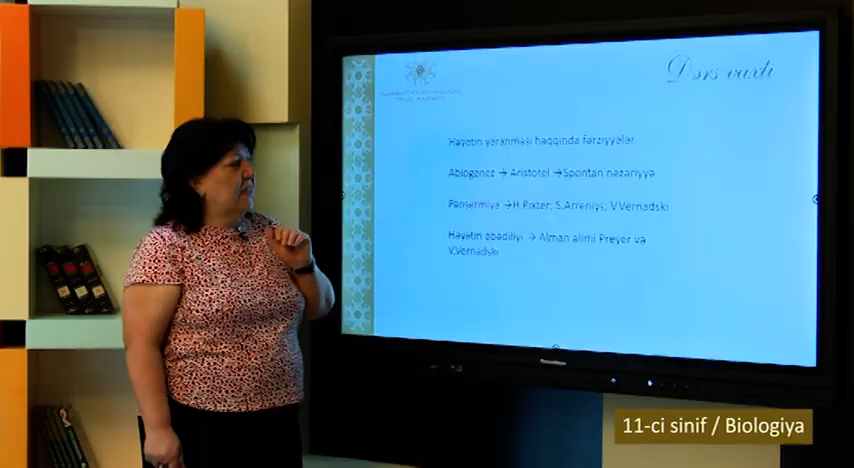 Dərs vaxtı
Həyatın yaranması haqqında fərziyyələr.
Abiogenez → Aristotel →Spontan nəzəriyyə
Panspermiya →H.Rixter, S.Arreniys, V.Vernadski
Həyatın əbədiliyi → Alman alimi Preyer və
V.Vernadski
11-ci sinif / Biologiya